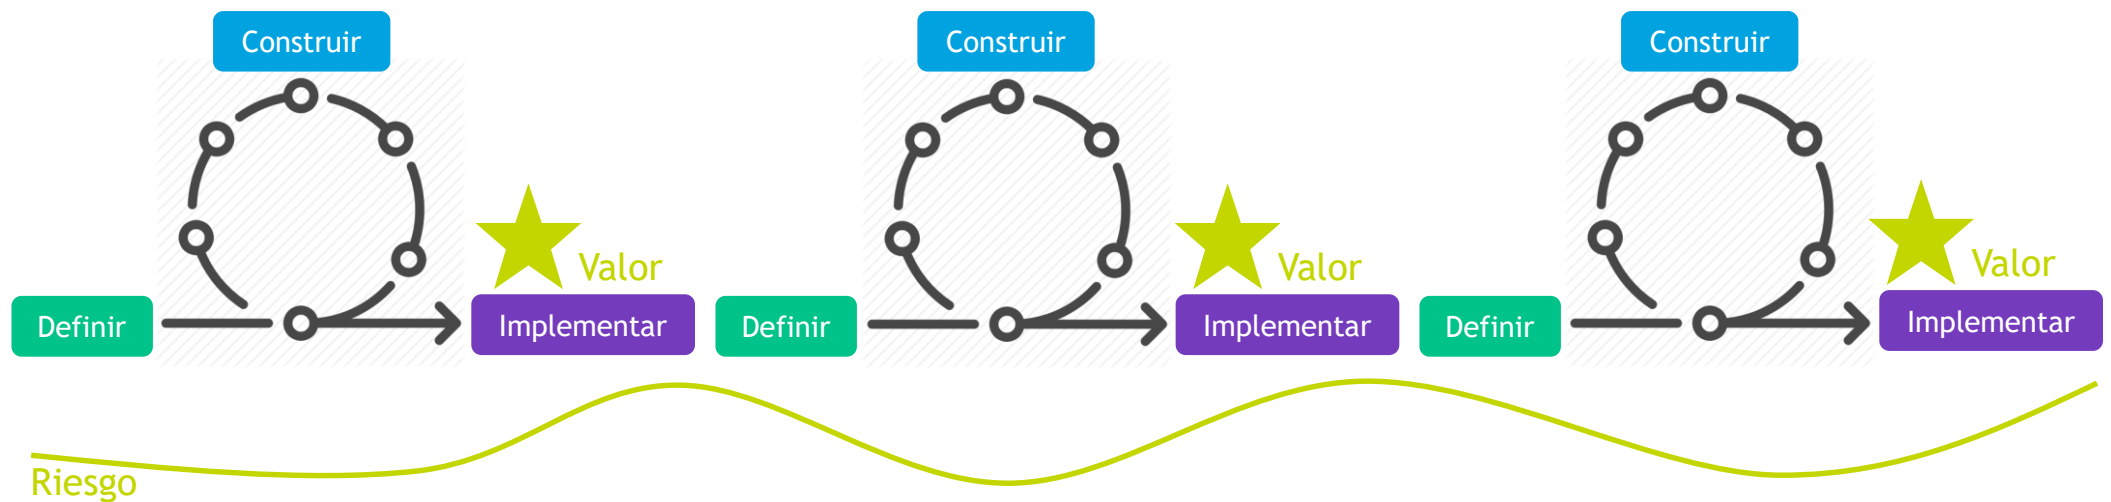 Construir
Construir
Construir
Valor
Valor
Valor
Definir
Implementar
Definir
Implementar
Definir
Implementar
Riesgo